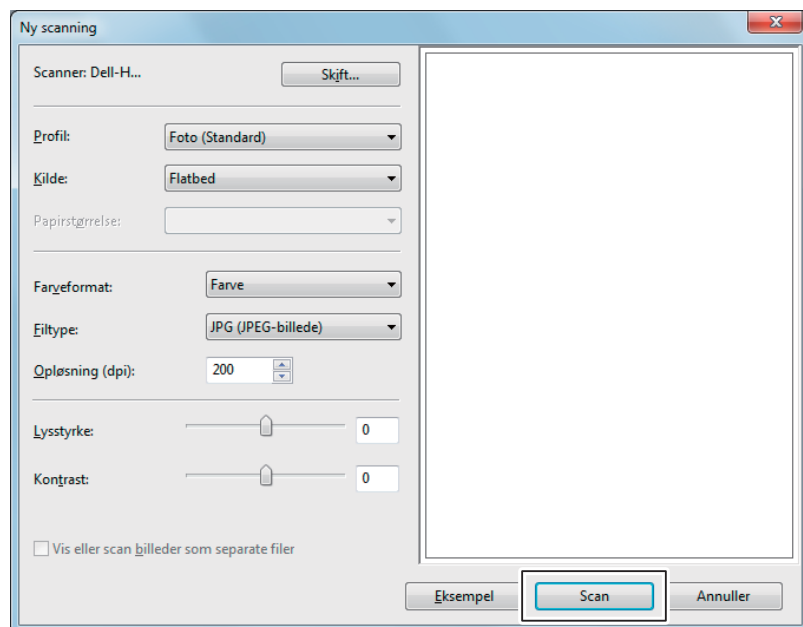 Ny scanning
Scanner: Dell-H...
Skift...
Profil:
Foto (Standard)
Kilde:
Flatbed
Papirstørrelse:
Farveformat:
Farve
Filtype:
JPG (JPEG-billede)
Opløsning (dpi):
200
Lysstyrke:
0
Kontrast:
0
Vis eller scan billeder som separate filer
Eksempel
Scan
Annuller